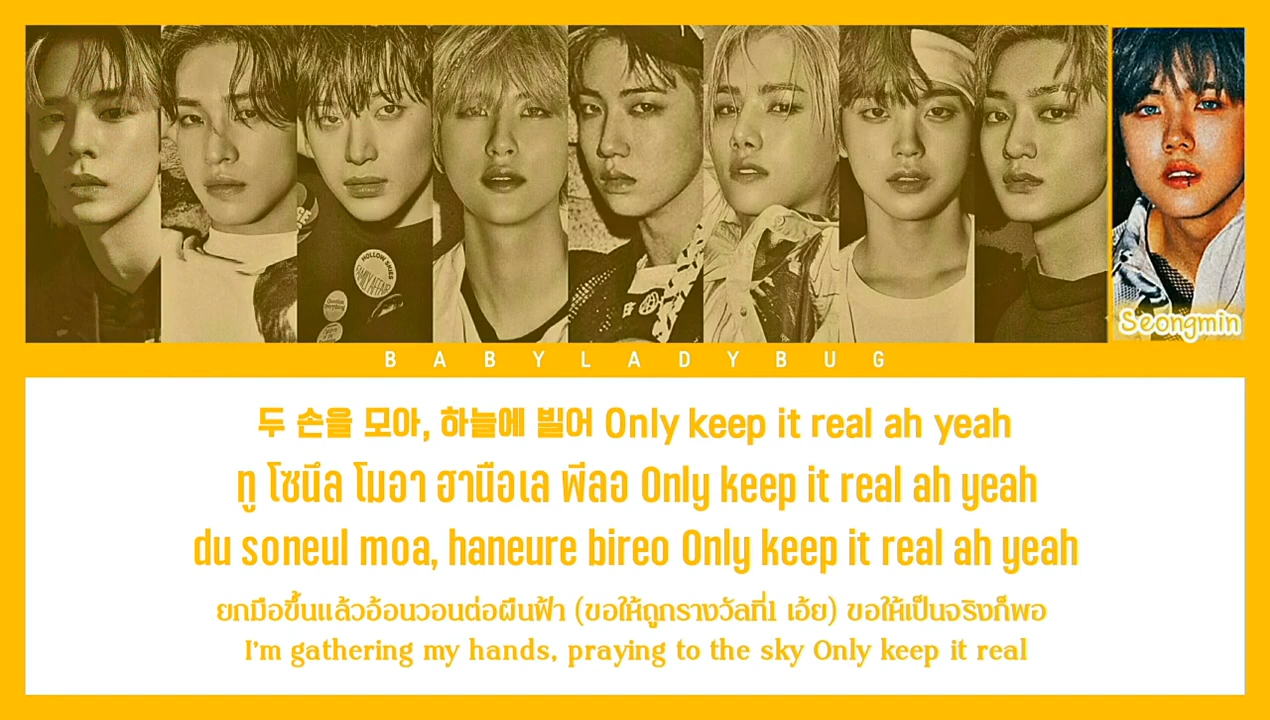 HOLLOW SKIES
FAMILY AFFAIR
Seongmin
BABYLADYBUG
두 손을 모아, 하늘에 빌어 Only keep it real ah yeah
ทู โซนึล โมอา ฮานือเล พีลอ Only keep it real ah yeah
du soneul moa, haneure bireo Only keep it real ah yeah
ยกมือขึ้นแล้วอ้อนวอนต่อผืนฟ้า (ขอให้ถูกรางวัลที่1 เอ้ย) ขอให้เป็นจริงก็พอ
I'm gathering my hands, praying to the sky Only keep it real